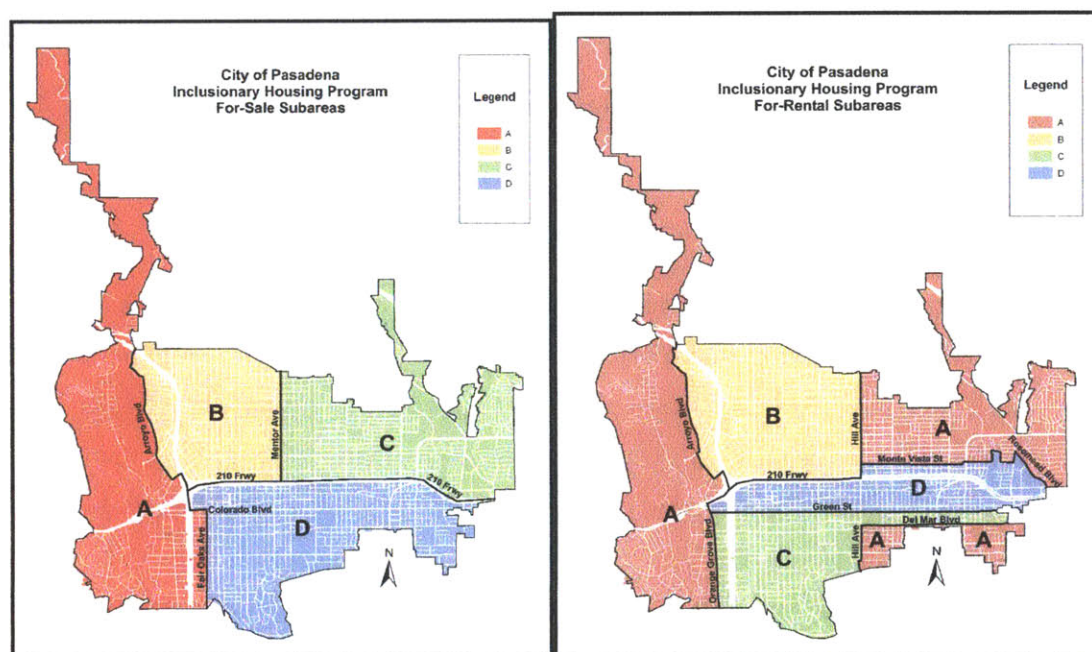 City of Pasadena
Inclusionary Housing Program
For-Sale Subareas
Legend
A
B
C
D
Arroyo Blvd
B
Mentor Ave
C
210 Frwy
210 Frwy
A
Colorado Blvd
Fair Oaks Ave
D
N
City of Pasadena
Inclusionary Housing Program
For-Rental Subareas
Legend
A
B
C
D
Arroyo Blvd
B
Hill Ave
A
Rosemead Blvd
Monte Vista St
210 Frwy
D
A
Green St
Orange Grove Blvd
Del Mar Blvd
C
Hill Ave
A
A
N